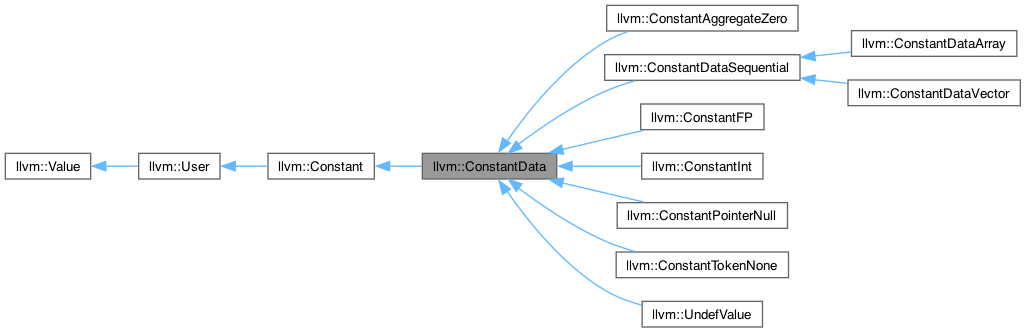 llvm::ConstantAggregateZero
llvm::ConstantDataArray
llvm::ConstantDataSequential
llvm::ConstantDataVector
llvm::ConstantFP
llvm::Value
llvm::User
llvm::Constant
llvm::ConstantData
llvm::ConstantInt
llvm::ConstantPointerNull
llvm::ConstantTokenNone
llvm::UndefValue